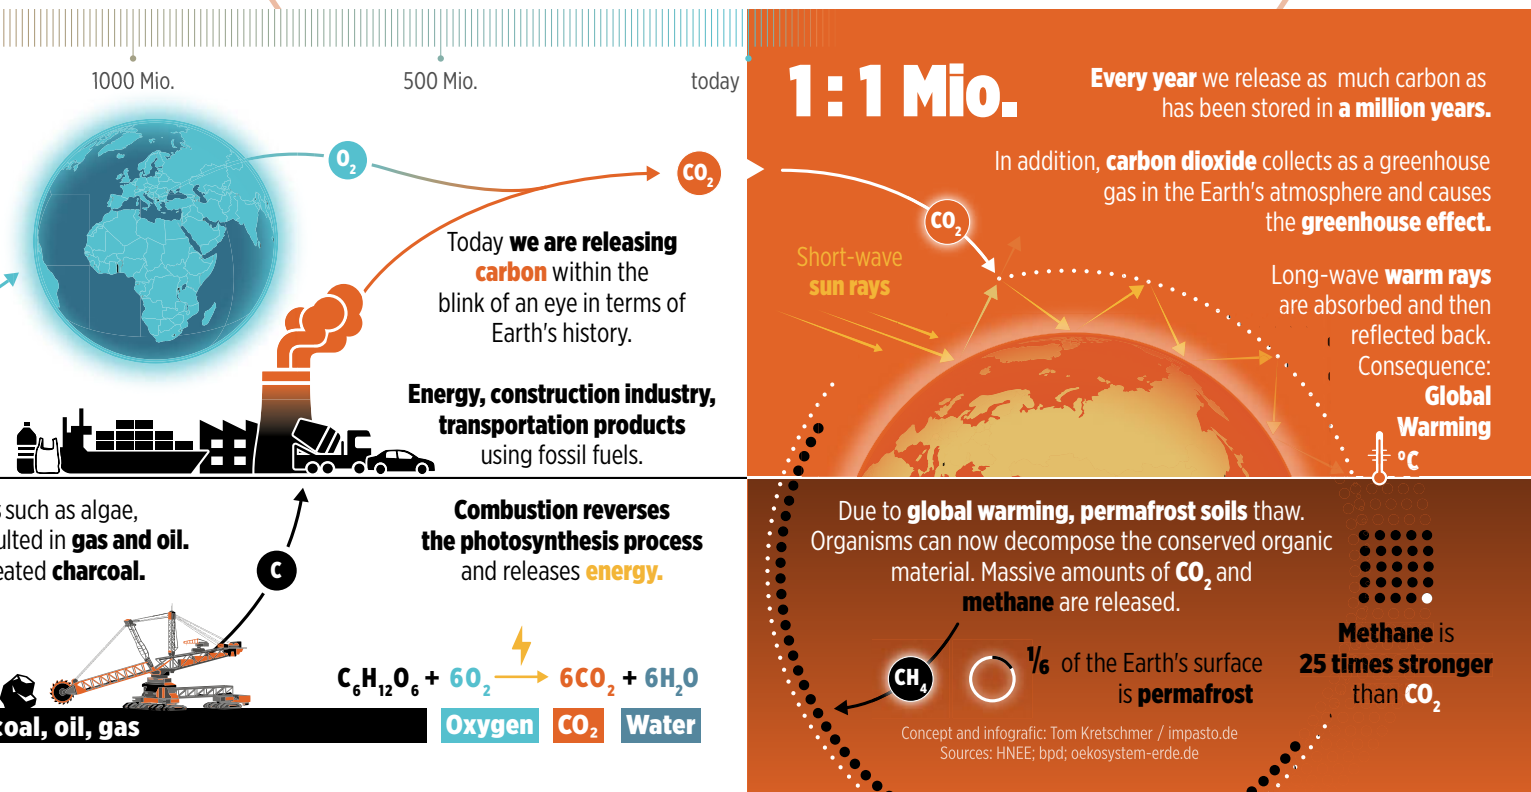 1000 Mio.
500 Mio.
today
O2
CO2
Today we are releasing
carbon within the
blink of an eye in terms of
Earth's history.
Energy, construction industry,
transportation products
using fossil fuels.
such as algae,
in gas and oil.
charcoal.
C
Combustion reverses
the photosynthesis process
and releases energy.
C6H12O6 + 6O2 → 6CO2 + 6H2O
oil, gas
Oxygen
CO2
Water
1 : 1 Mio.
Every year we release as much carbon as
has been stored in a million years.
In addition, carbon dioxide collects as a greenhouse
gas in the Earth's atmosphere and causes
the greenhouse effect.
CO2
Short-wave
sun rays
Long-wave warm rays
are absorbed and then
reflected back.
Consequence:
Global
Warming
°C
Due to global warming, permafrost soils thaw.
Organisms can now decompose the conserved organic
material. Massive amounts of CO2 and
methane are released.
CH4
1/6 of the Earth's surface
is permafrost
Methane is
25 times stronger
than CO2
Concept and infografic: Tom Kretschmer / impasto.de
Sources: HNEE; bpd; oekosystem-erde.de